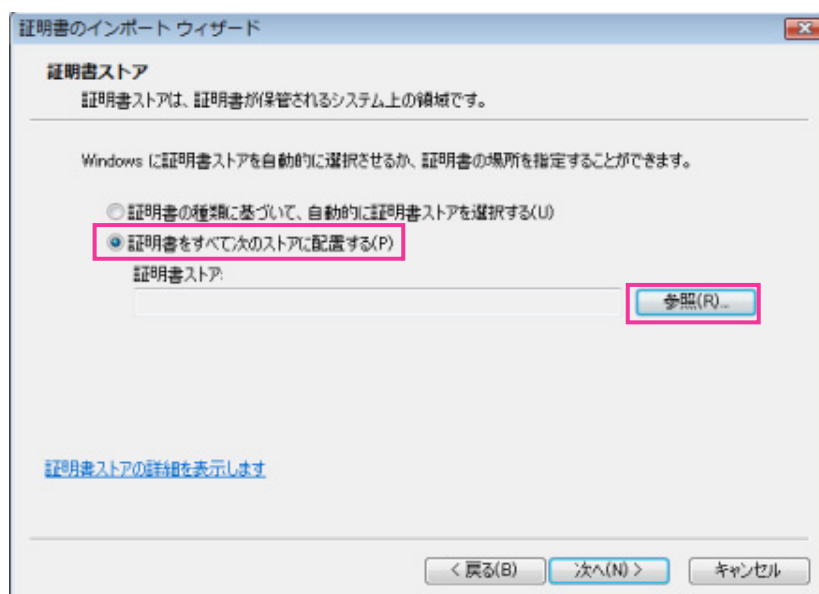 証明書のインポート ウィザード
証明書ストア
証明書ストアは、証明書が保管されるシステム上の領域です。
Windows に証明書ストアを自動的に選択させるか、証明書の場所を指定することができます。
証明書の種類に基づいて、自動的に証明書ストアを選択する(U)
証明書をすべて次のストアに配置する(P)
証明書ストア:
参照(R)...
証明書ストアの詳細を表示します
< 戻る(B)
次へ(N) >
キャンセル